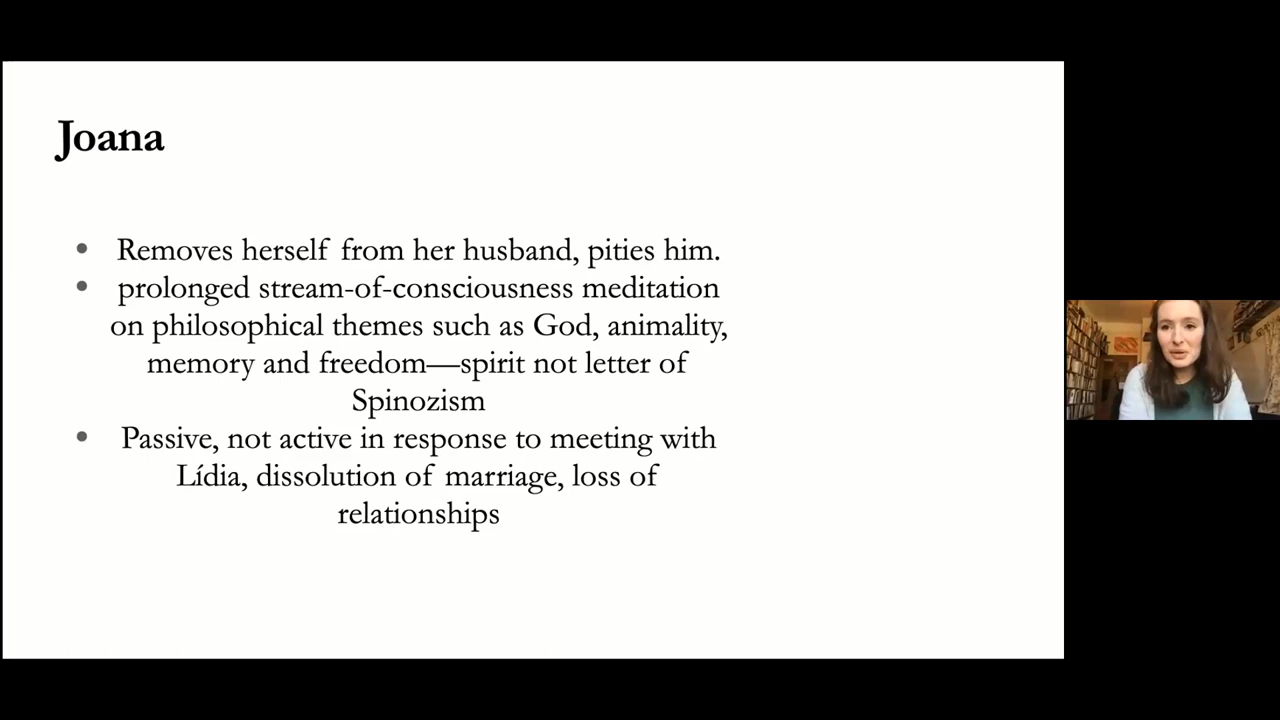 Joana
• Removes herself from her husband, pities him.
• prolonged stream-of-consciousness meditation
on philosophical themes such as God, animality,
memory and freedom—spirit not letter of
Spinozism
• Passive, not active in response to meeting with
Lídia, dissolution of marriage, loss of
relationships